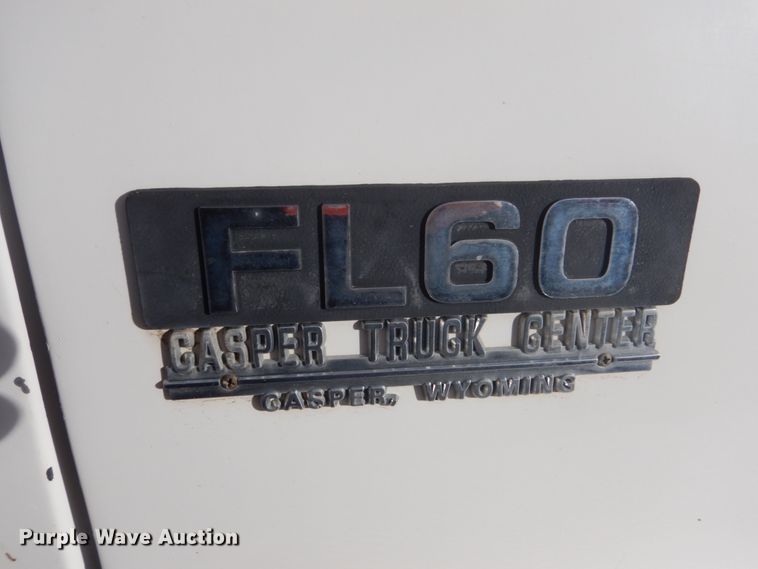 FL60
CASPER TRUCK CENTER
CASPER, WYOMING
Purple Wave Auction